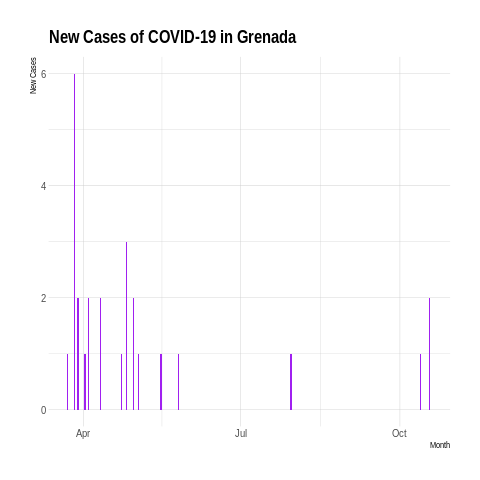 New Cases of COVID-19 in Grenada
New Cases
6
4
2
0
Apr
Jul
Oct
Month